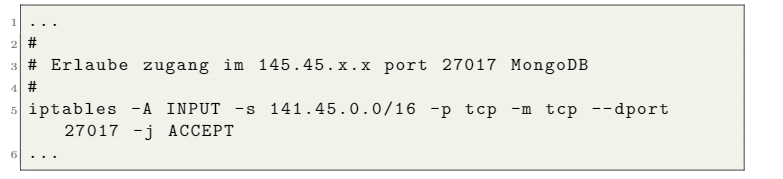 1 ...
2 #
3 # Erlaube zugang im 145.45.x.x port 27017 MongoDB
4 #
5 iptables -A INPUT -s 141.45.0.0/16 -p tcp -m tcp --dport
27017 -j ACCEPT
6 ...